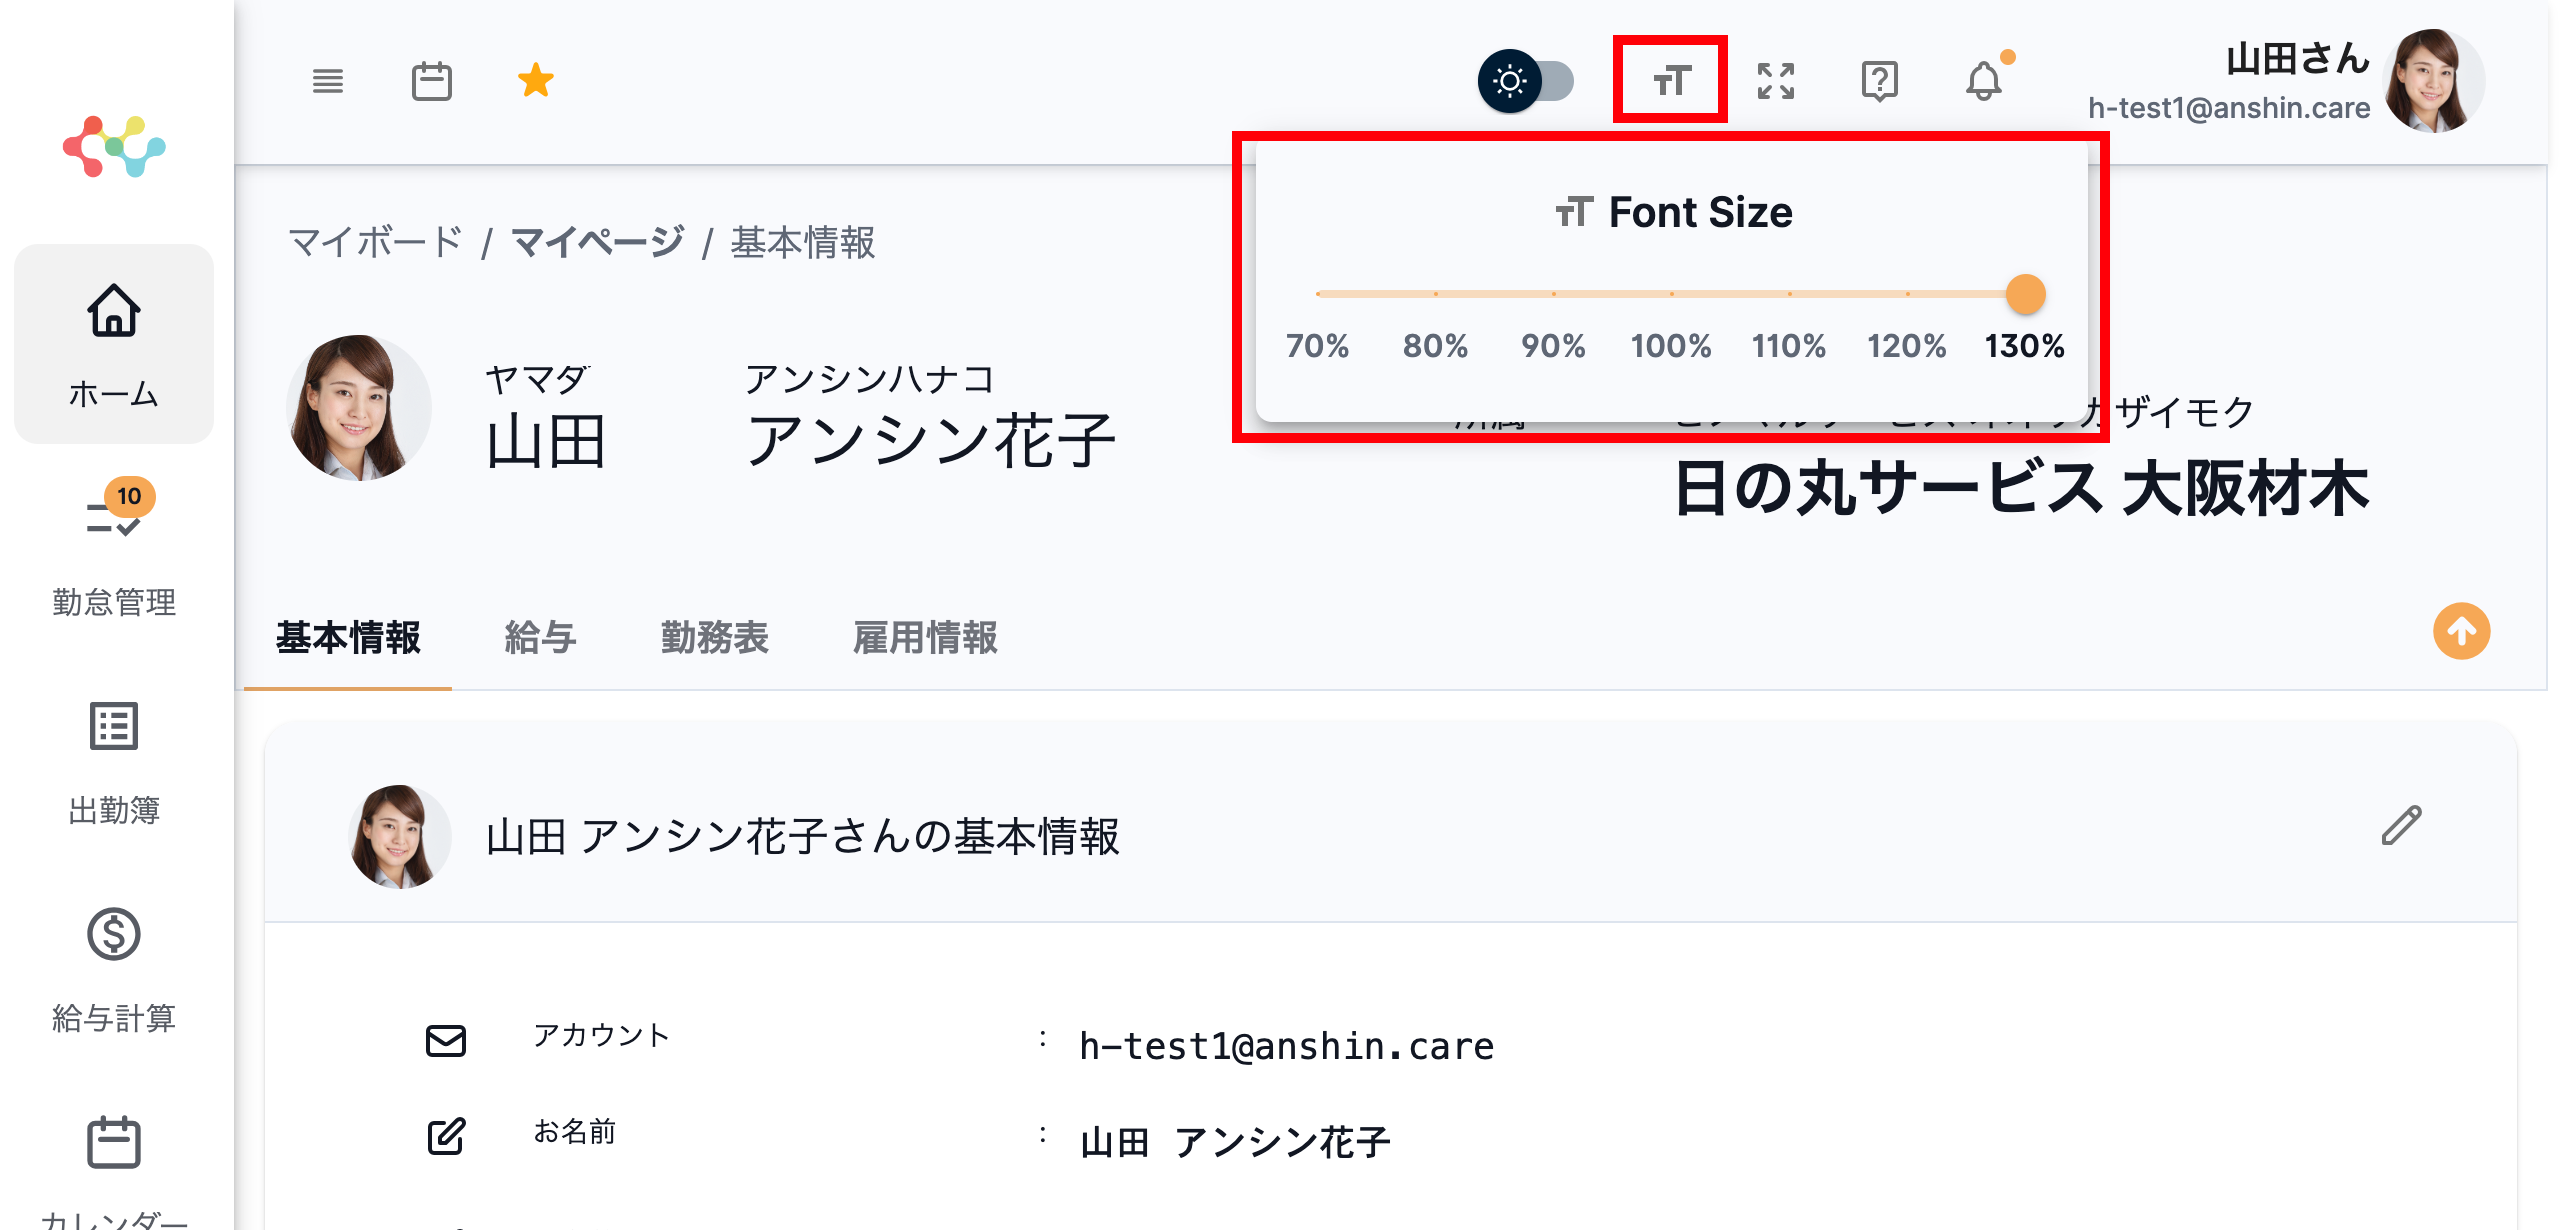 山田さん
h-test1@anshin.care
Font Size
70% 80% 90% 100% 110% 120% 130%
マイボード / マイページ / 基本情報
ヤマダ アンシンハナコ
山田 アンシン花子
所属
ザイモク
日の丸サービス 大阪材木
基本情報 給与 勤務表 雇用情報
ホーム
10
勤怠管理
出勤簿
給与計算
カレンダー
山田 アンシン花子さんの基本情報
アカウント : h-test1@anshin.care
お名前 : 山田 アンシン花子